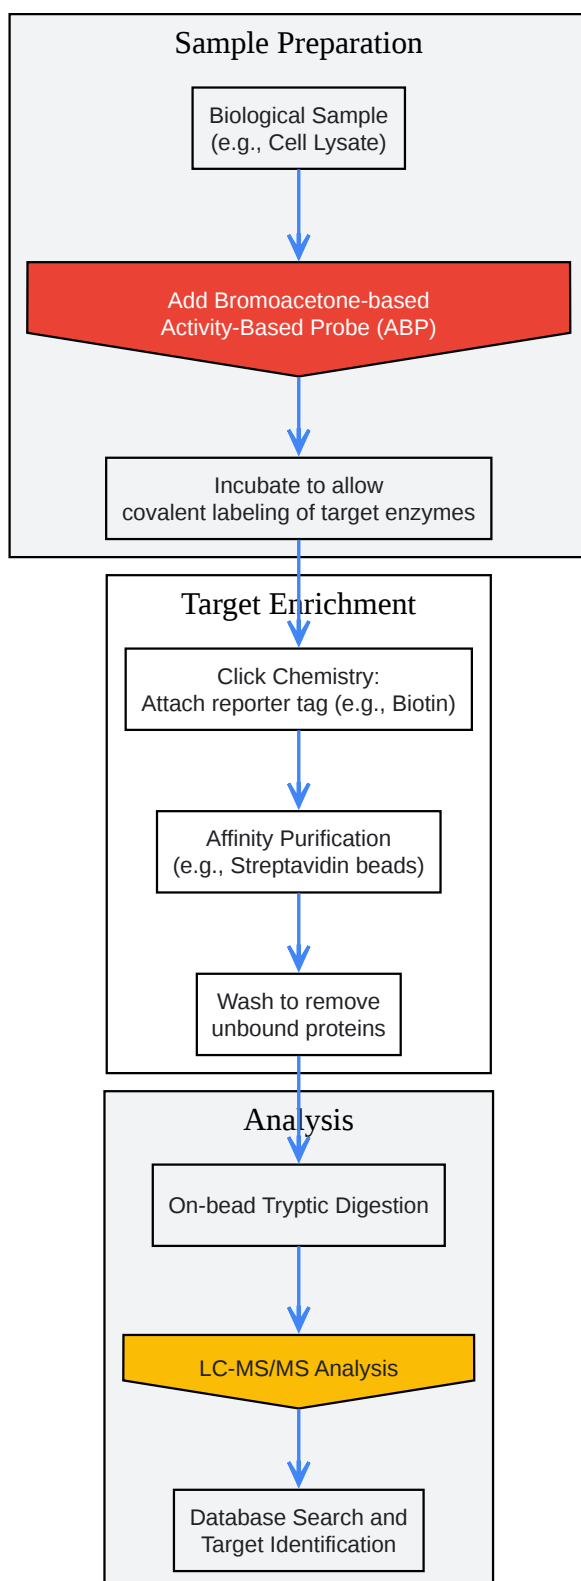 Sample Preparation
Biological Sample
(e.g., Cell Lysate)
Add Bromoacetone-based
Activity-Based Probe (ABP)
Incubate to allow
covalent labeling of target enzymes
Target Enrichment
Click Chemistry:
Attach reporter tag (e.g., Biotin)
Affinity Purification
(e.g., Streptavidin beads)
Wash to remove
unbound proteins
Analysis
On-bead Tryptic Digestion
LC-MS/MS Analysis
Database Search and
Target Identification